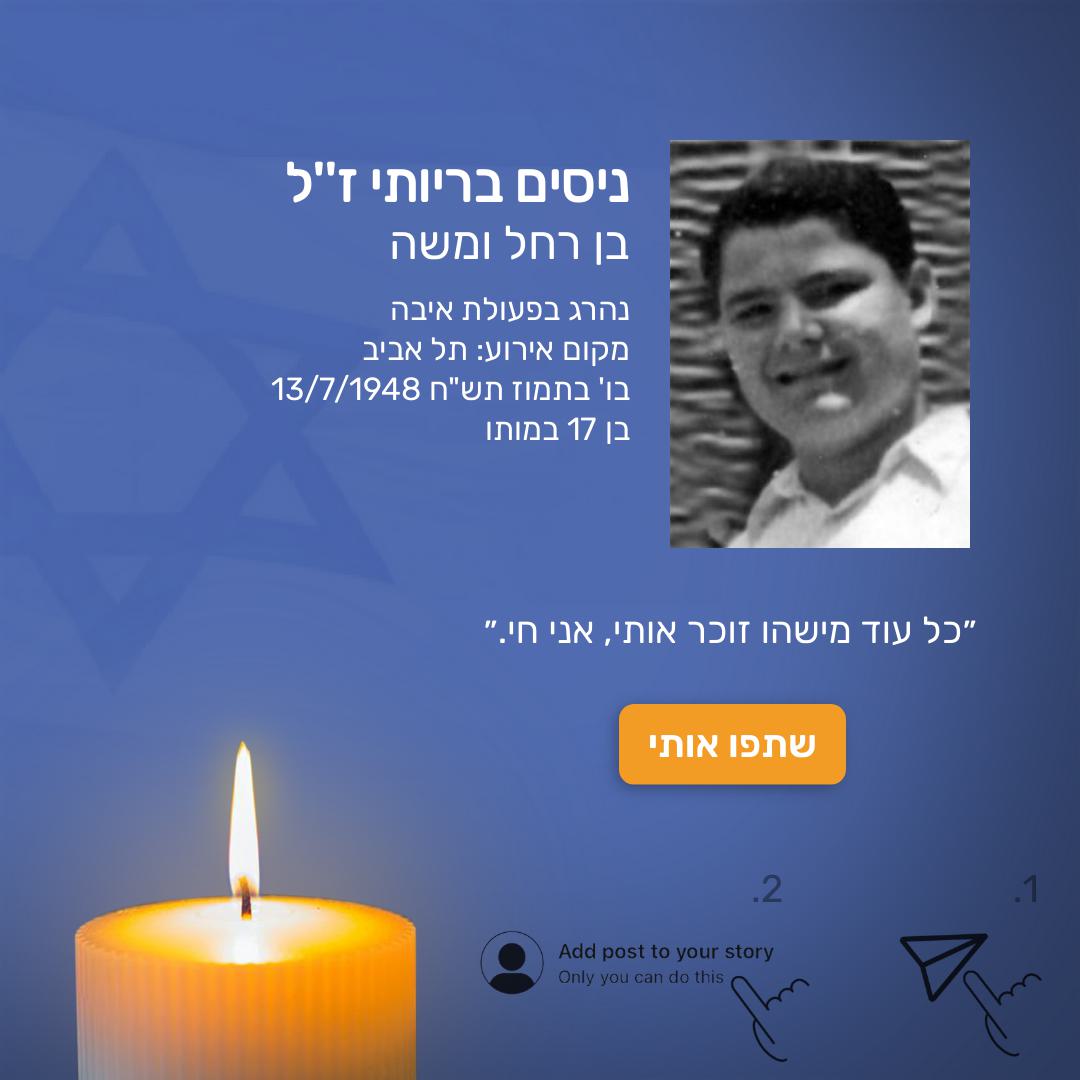 ניסים בריותי ז"ל
בן רחל ומשה
נהרג בפעולת איבה
מקום אירוע: תל אביב
בו' בתמוז תש"ח 13/7/1948
בן 17 במותו
״כל עוד מישהו זוכר אותי, אני חי.״
שתפו אותי
1.
2.
Add post to your story
Only you can do this